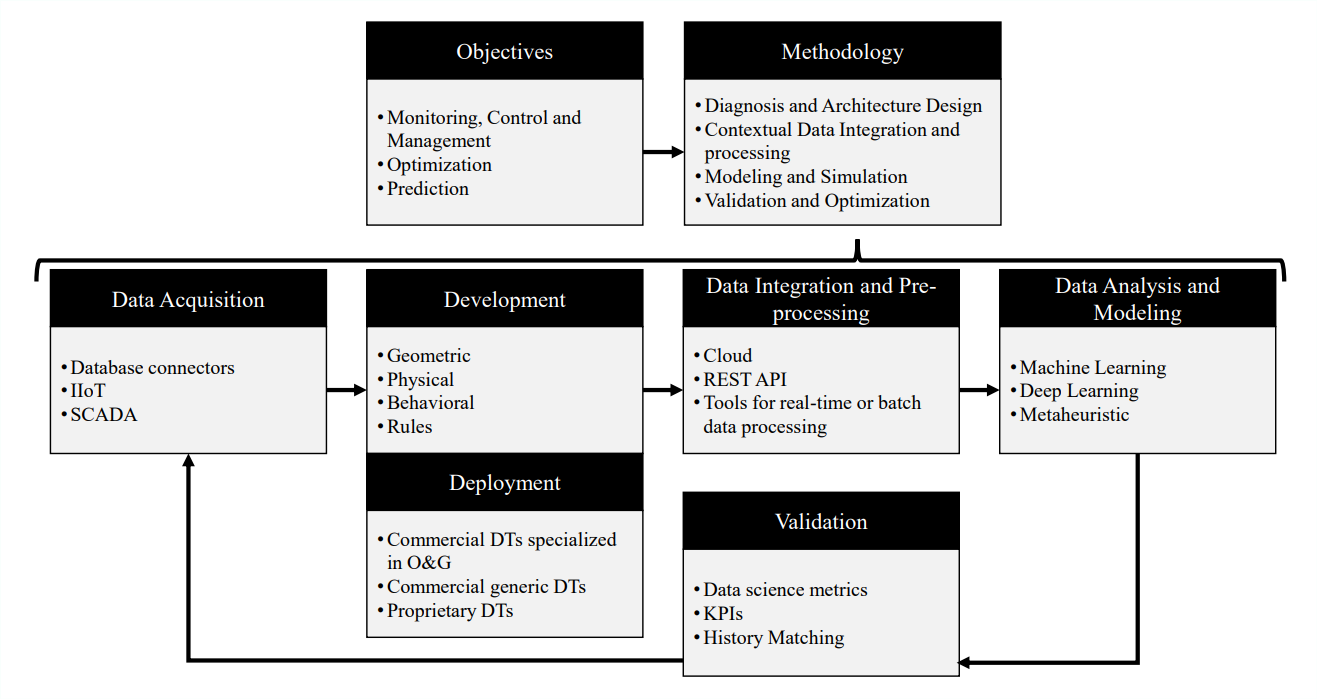 Objectives
• Monitoring, Control and
Management
• Optimization
• Prediction
Methodology
• Diagnosis and Architecture Design
• Contextual Data Integration and
processing
• Modeling and Simulation
• Validation and Optimization
Data Acquisition
• Database connectors
• IIoT
• SCADA
Development
• Geometric
• Physical
• Behavioral
• Rules
Deployment
• Commercial DTs specialized
in O&G
• Commercial generic DTs
• Proprietary DTs
Data Integration and Pre-
processing
• Cloud
• REST API
• Tools for real-time or batch
data processing
Data Analysis and
Modeling
• Machine Learning
• Deep Learning
• Metaheuristic
Validation
• Data science metrics
• KPIs
• History Matching